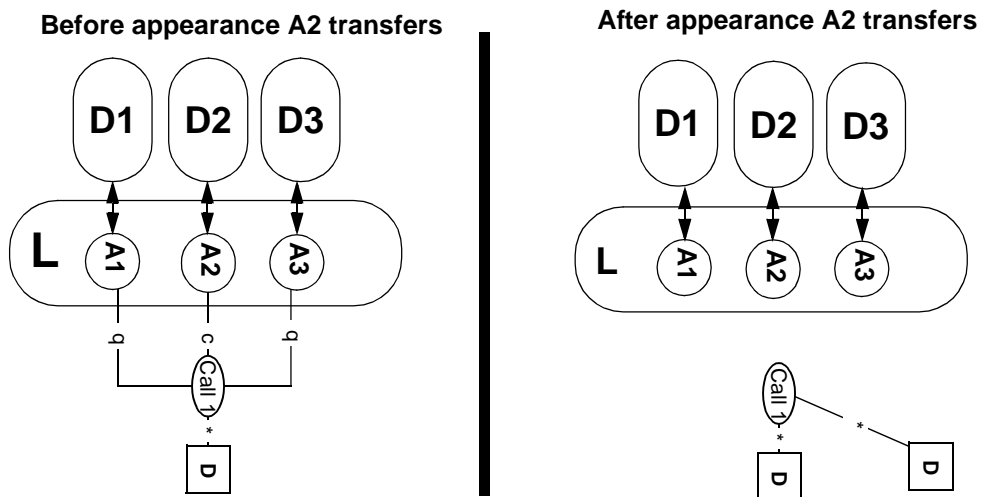 Before appearance A2 transfers
D1 D2 D3
L A1 A2 A3
q c q
Call 1
*
D
After appearance A2 transfers
D1 D2 D3
L A1 A2 A3
Call 1
* *
D D